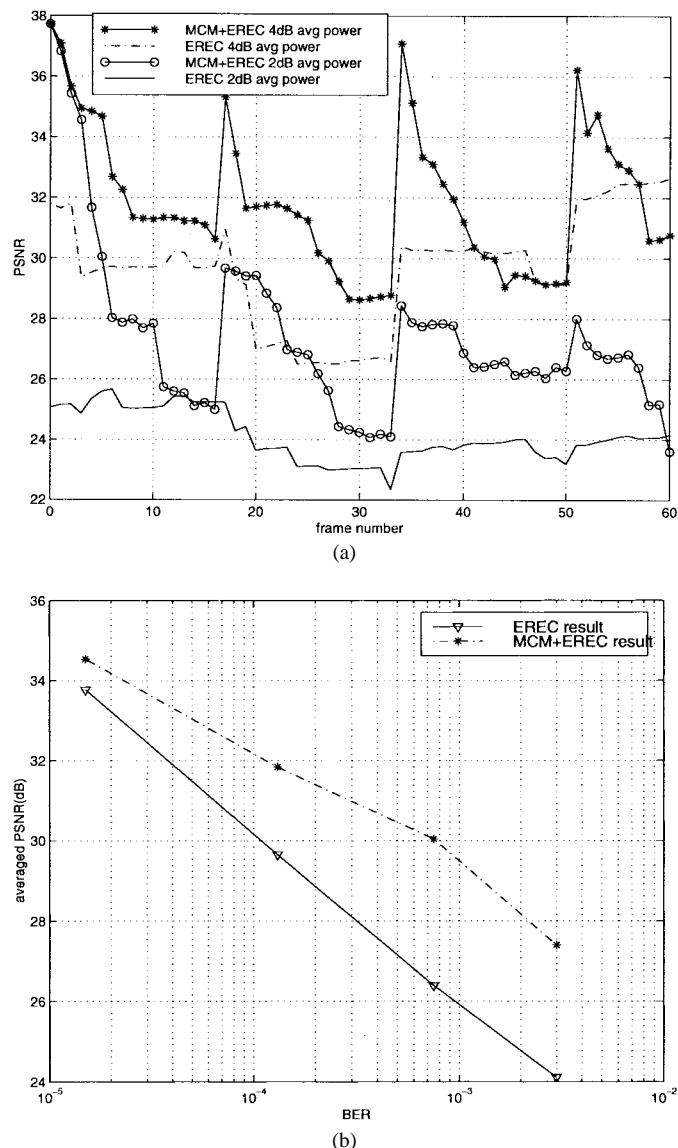 38
36
34
32
30
28
26
24
22
PSNR
MCM+EREC 4dB avg power
EREC 4dB avg power
MCM+EREC 2dB avg power
EREC 2dB avg power
0 10 20 30 40 50 60
frame number
(a)
36
34
32
30
28
26
24
averaged PSNR(dB)
EREC result
MCM+EREC result
10-5 10-4 10-3 10-2
BER
(b)